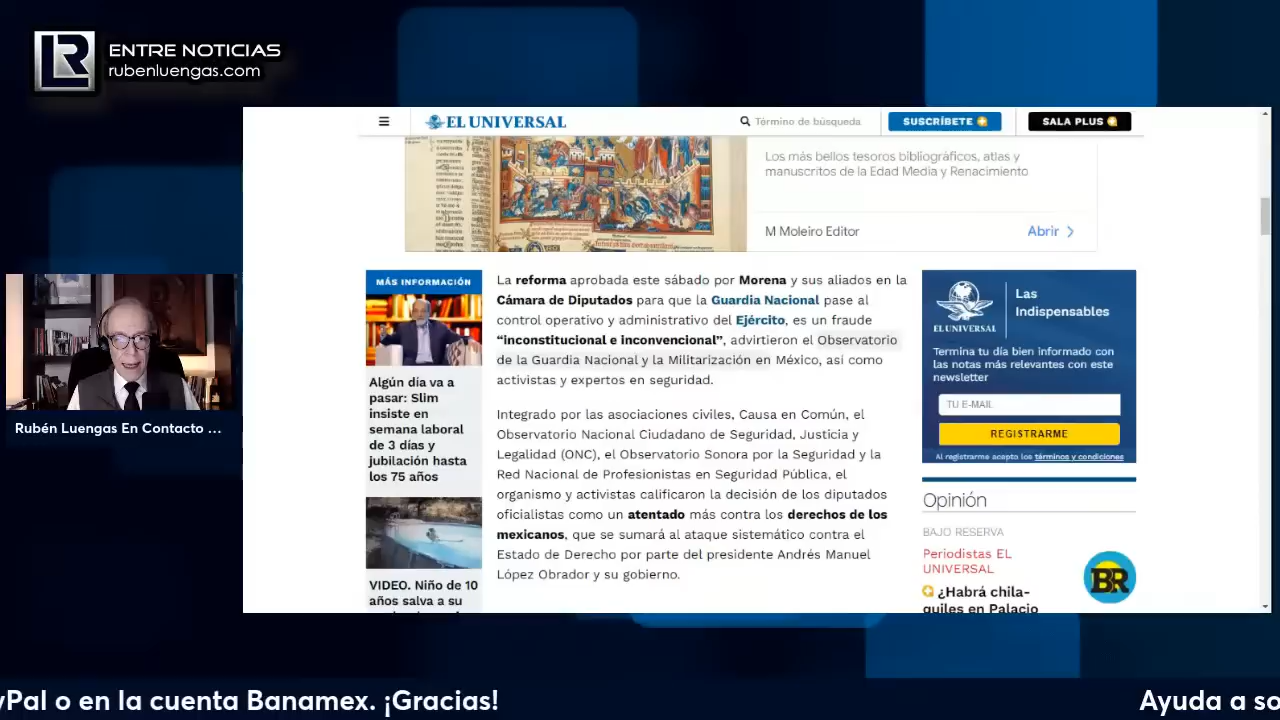 LR ENTRE NOTICIAS
rubenluengas.com
EL UNIVERSAL
Término de búsqueda
SUSCRÍBETE
SALA PLUS
Los más bellos tesoros bibliográficos, atlas y
manuscritos de la Edad Media y Renacimiento
M Moleiro Editor
Abrir
Rubén Luengas En Contacto ...
MÁS INFORMACIÓN
Algún día va a
pasar: Slim
insiste en
semana laboral
de 3 días y
jubilación hasta
los 75 años
VIDEO. Niño de 10
años salva a su
La reforma aprobada este sábado por Morena y sus aliados en la
Cámara de Diputados para que la Guardia Nacional pase al
control operativo y administrativo del Ejército, es un fraude
“inconstitucional e inconvencional”, advirtieron el Observatorio
de la Guardia Nacional y la Militarización en México, así como
activistas y expertos en seguridad.
Integrado por las asociaciones civiles, Causa en Común, el
Observatorio Nacional Ciudadano de Seguridad, Justicia y
Legalidad (ONC), el Observatorio Sonora por la Seguridad y la
Red Nacional de Profesionistas en Seguridad Pública, el
organismo y activistas calificaron la decisión de los diputados
oficialistas como un atentado más contra los derechos de los
mexicanos, que se sumará al ataque sistemático contra el
Estado de Derecho por parte del presidente Andrés Manuel
López Obrador y su gobierno.
EL UNIVERSAL
Las
Indispensables
Termina tu día bien informado con
las notas más relevantes con este
newsletter
TU E-MAIL
REGISTRARME
Al registrarme acepto los términos y condiciones
Opinión
BAJO RESERVA
Periodistas EL
UNIVERSAL
¿Habrá chila-
quiles en Palacio
BR
yPal o en la cuenta Banamex. ¡Gracias!
Ayuda a so